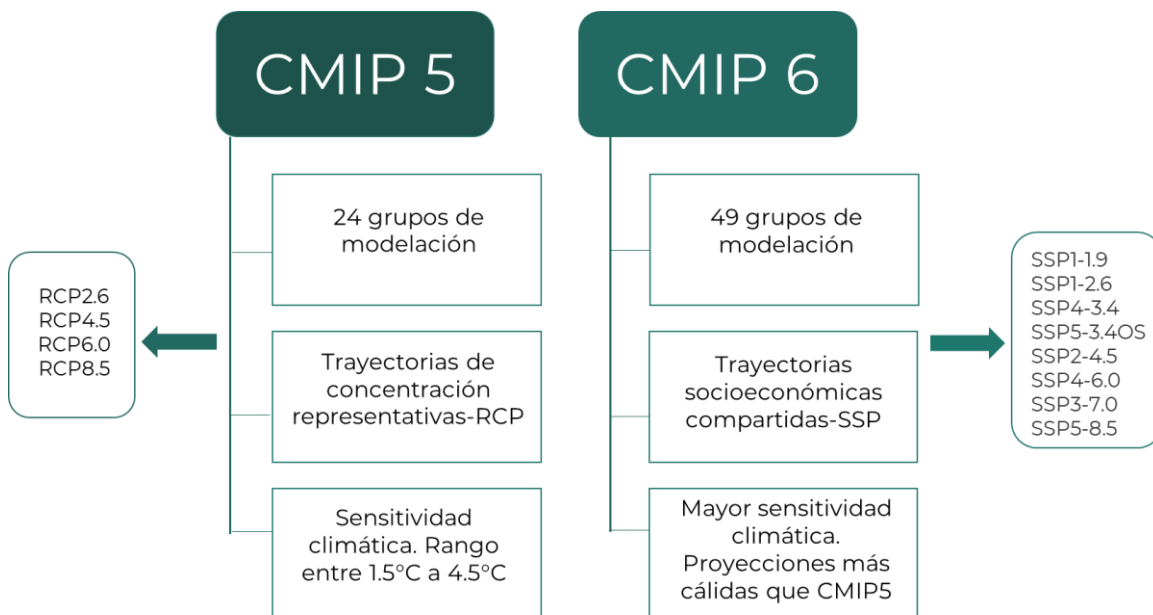 CMIP 5
24 grupos de
modelación
Trayectorias de
concentración
representativas-RCP
Sensitividad
climática. Rango
entre 1.5°C a 4.5°C
RCP2.6
RCP4.5
RCP6.0
RCP8.5
CMIP 6
49 grupos de
modelación
Trayectorias
socioeconómicas
compartidas-SSP
Mayor sensitividad
climática.
Proyecciones más
cálidas que CMIP5
SSP1-1.9
SSP1-2.6
SSP4-3.4
SSP5-3.4OS
SSP2-4.5
SSP4-6.0
SSP3-7.0
SSP5-8.5